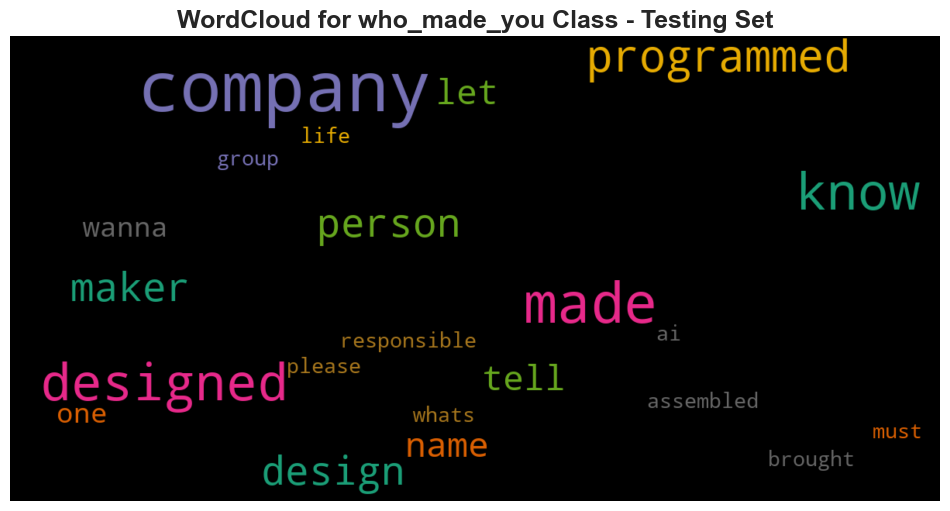 WordCloud for who_made_you Class - Testing Set
programmed
company
let
life
group
know
person
wanna
maker
made
ai
responsible
please
designed
tell
assembled
one
whats
must
name
brought
design